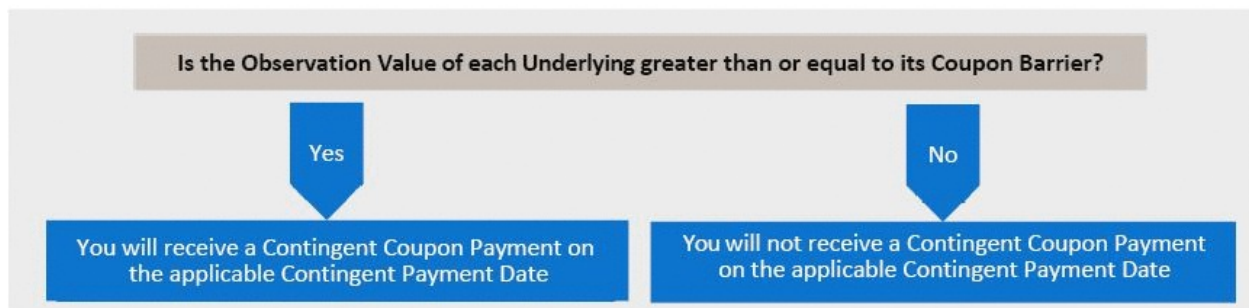 Is the Observation Value of each Underlying greater than or equal to its Coupon Barrier?
Yes
No
You will receive a Contingent Coupon Payment on
the applicable Contingent Payment Date
You will not receive a Contingent Coupon Payment
on the applicable Contingent Payment Date